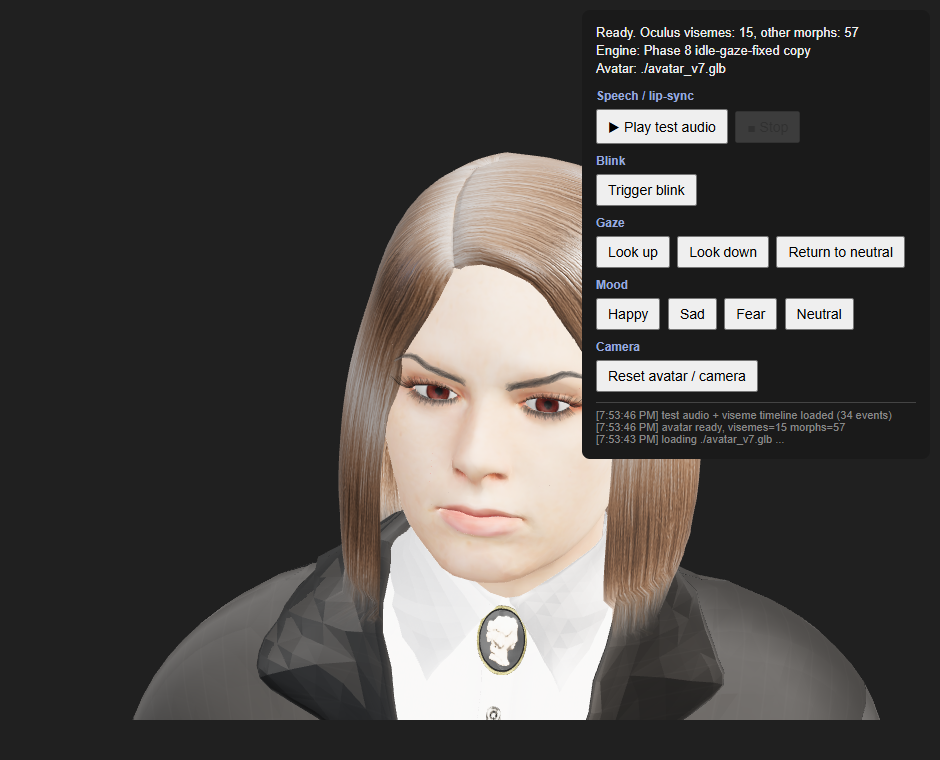 Ready. Oculus visemes: 15, other morphs: 57
Engine: Phase 8 idle-gaze-fixed copy
Avatar: ./avatar_v7.glb
Speech / lip-sync
▶ Play test audio ■ Stop
Blink
Trigger blink
Gaze
Look up Look down Return to neutral
Mood
Happy Sad Fear Neutral
Camera
Reset avatar / camera
[7:53:46 PM] test audio + viseme timeline loaded (34 events)
[7:53:46 PM] avatar ready, visemes=15 morphs=57
[7:53:43 PM] loading ./avatar_v7.glb ...